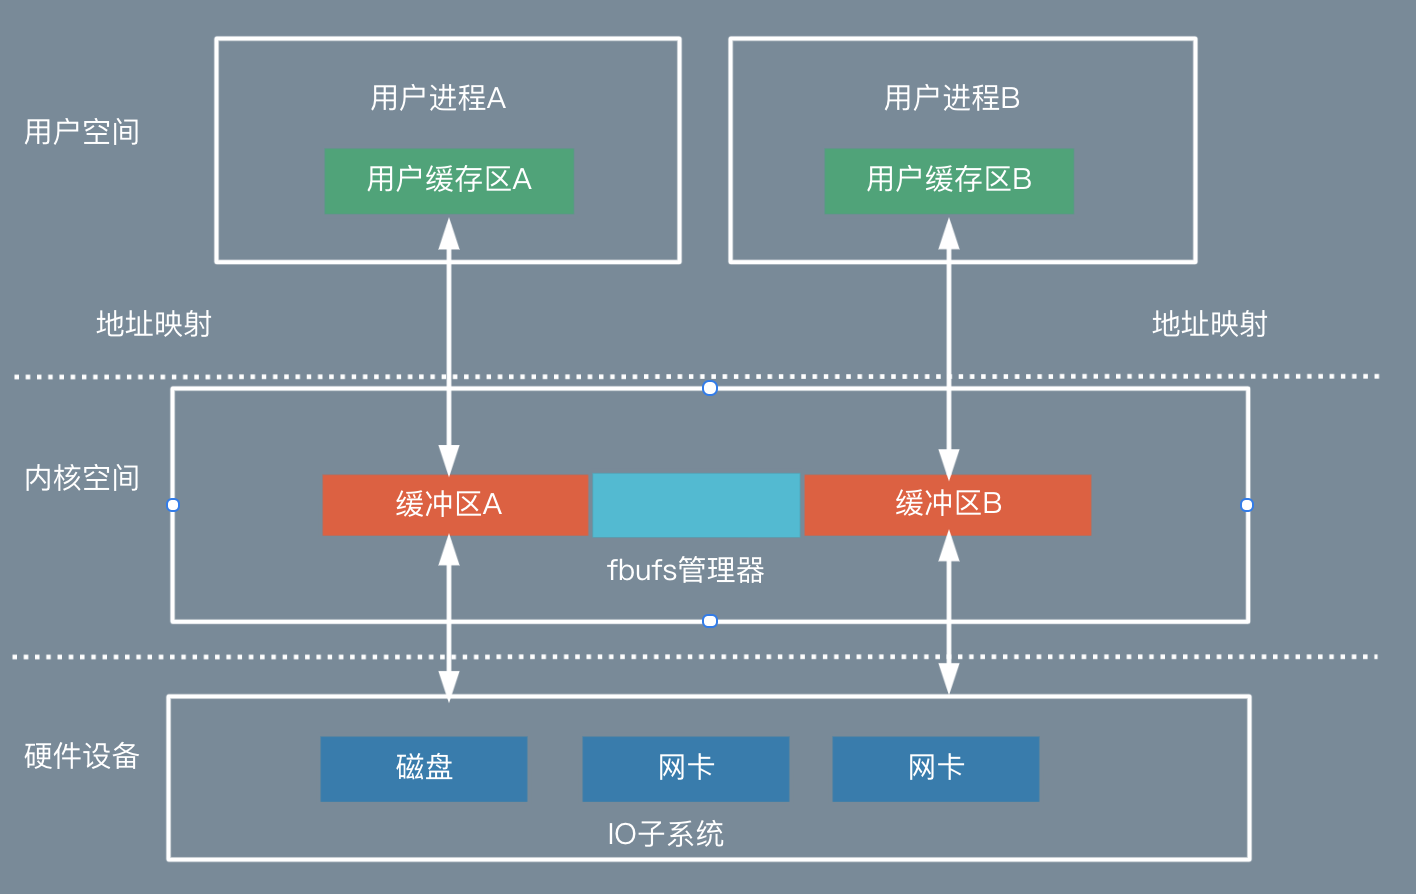 用户进程A
用户进程B
用户空间
用户缓存区A
用户缓存区B
地址映射
地址映射
内核空间
缓冲区A
缓冲区B
fbufs管理器
硬件设备
磁盘
网卡
网卡
IO子系统